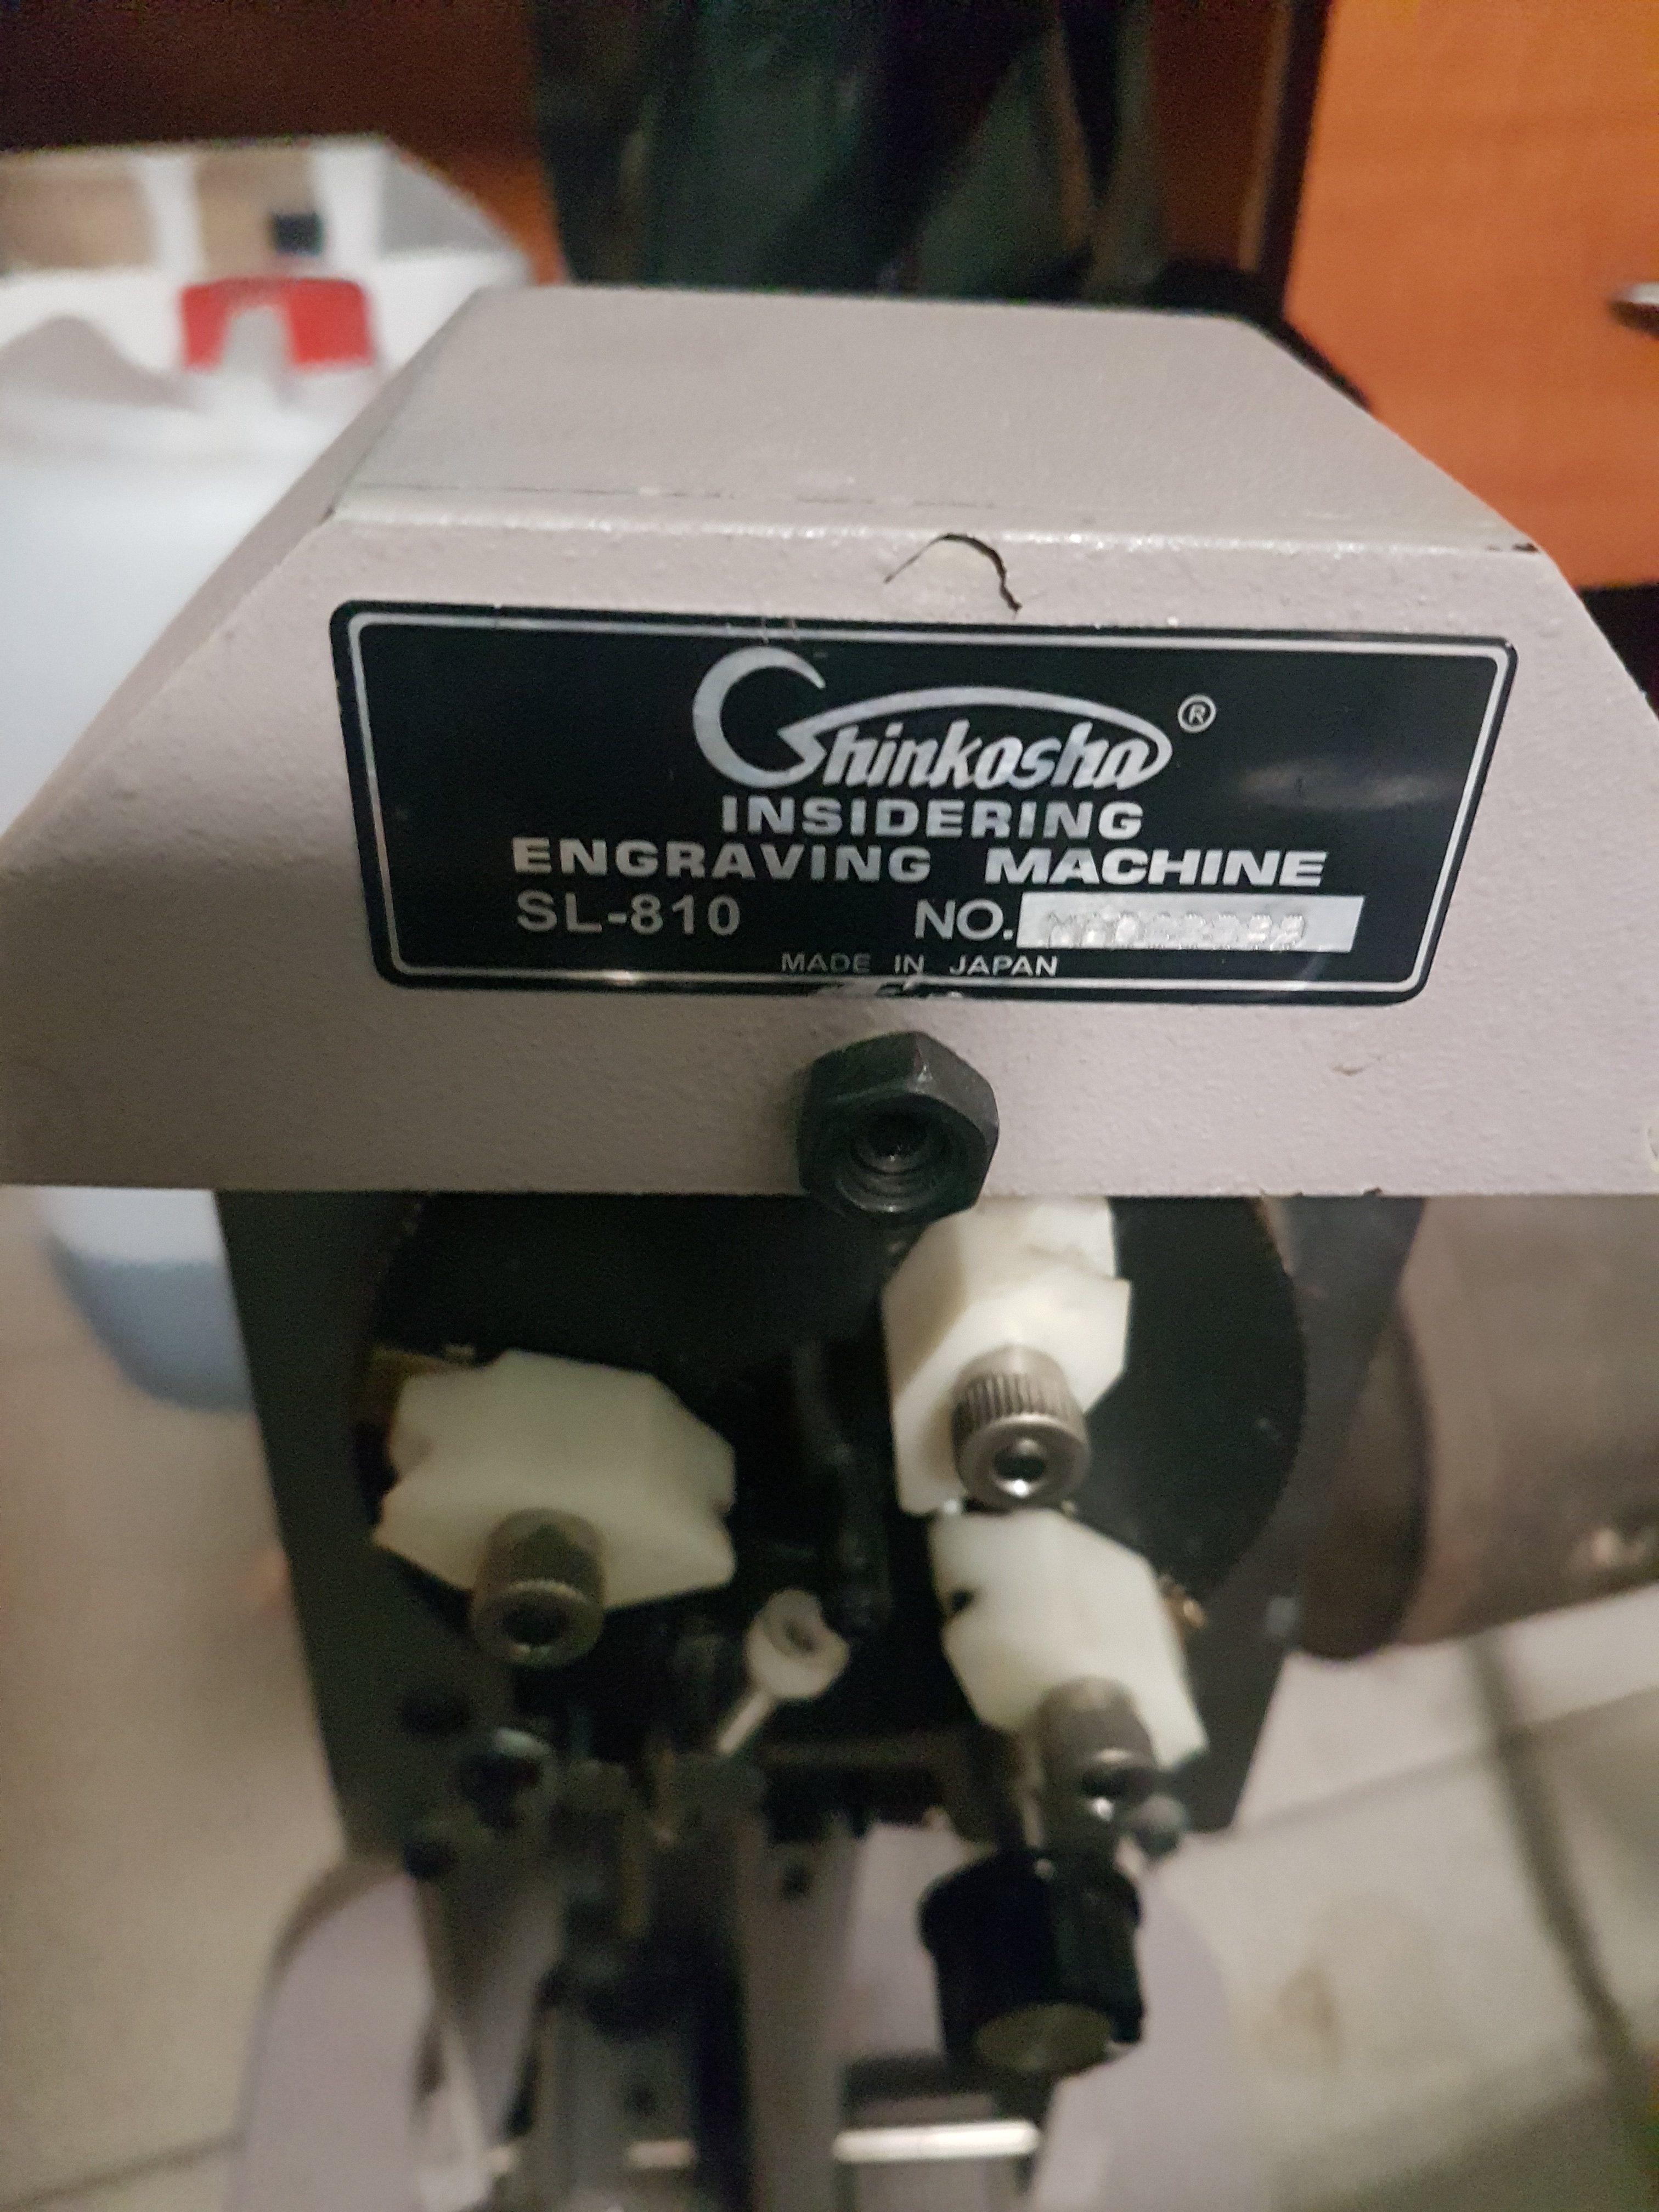 Shinkosha ®
INSIDERING
ENGRAVING MACHINE
SL-810 NO.
MADE IN JAPAN